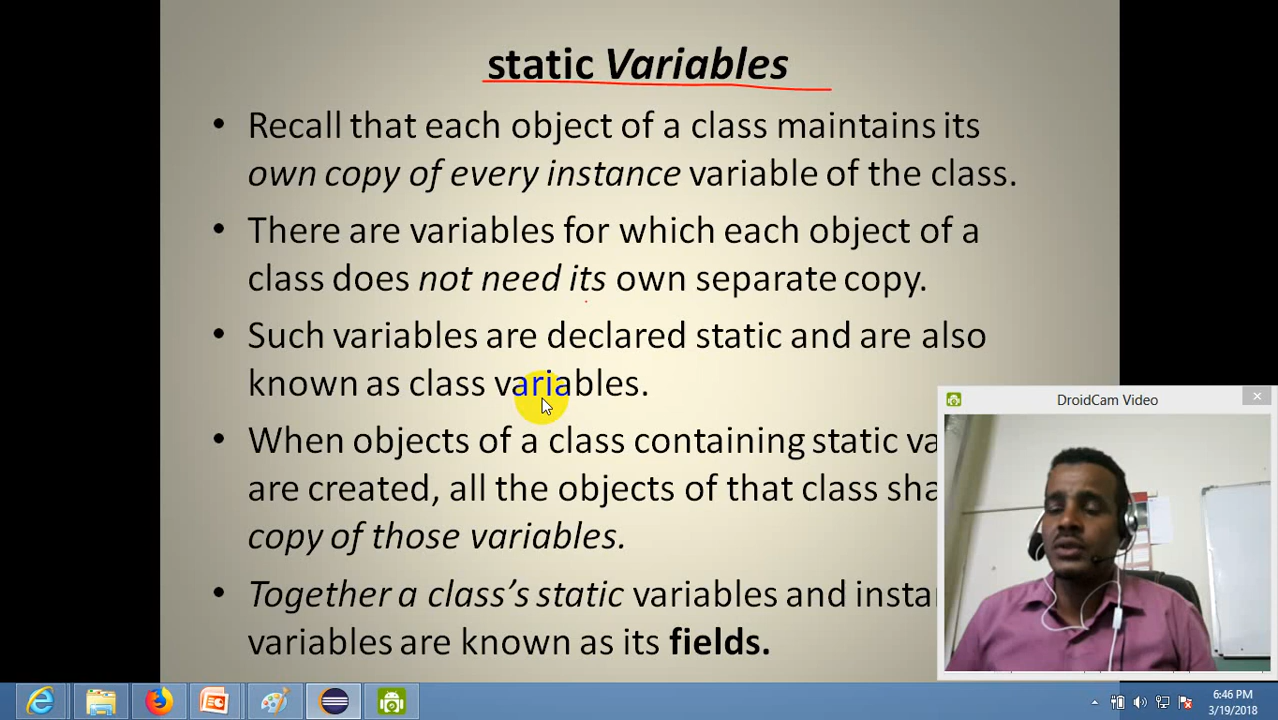 static Variables
• Recall that each object of a class maintains its
own copy of every instance variable of the class.
• There are variables for which each object of a
class does not need its own separate copy.
• Such variables are declared static and are also
known as class variables.
• When objects of a class containing static va
are created, all the objects of that class sha
copy of those variables.
• Together a class's static variables and instan
variables are known as its fields.
DroidCam Video
6:46 PM
3/19/2018